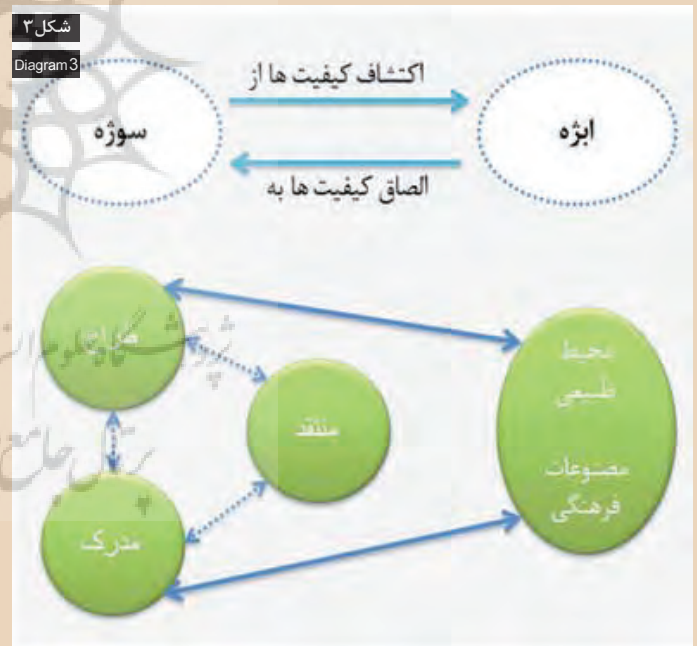 شکل۳
Diagram 3
اکتشاف کیفیت ها از
سوژه
ابژه
الصاق کیفیت ها به
طراح
محیط
طبیعی
منتقد
مصنوعات
فرهنگی
مدرک